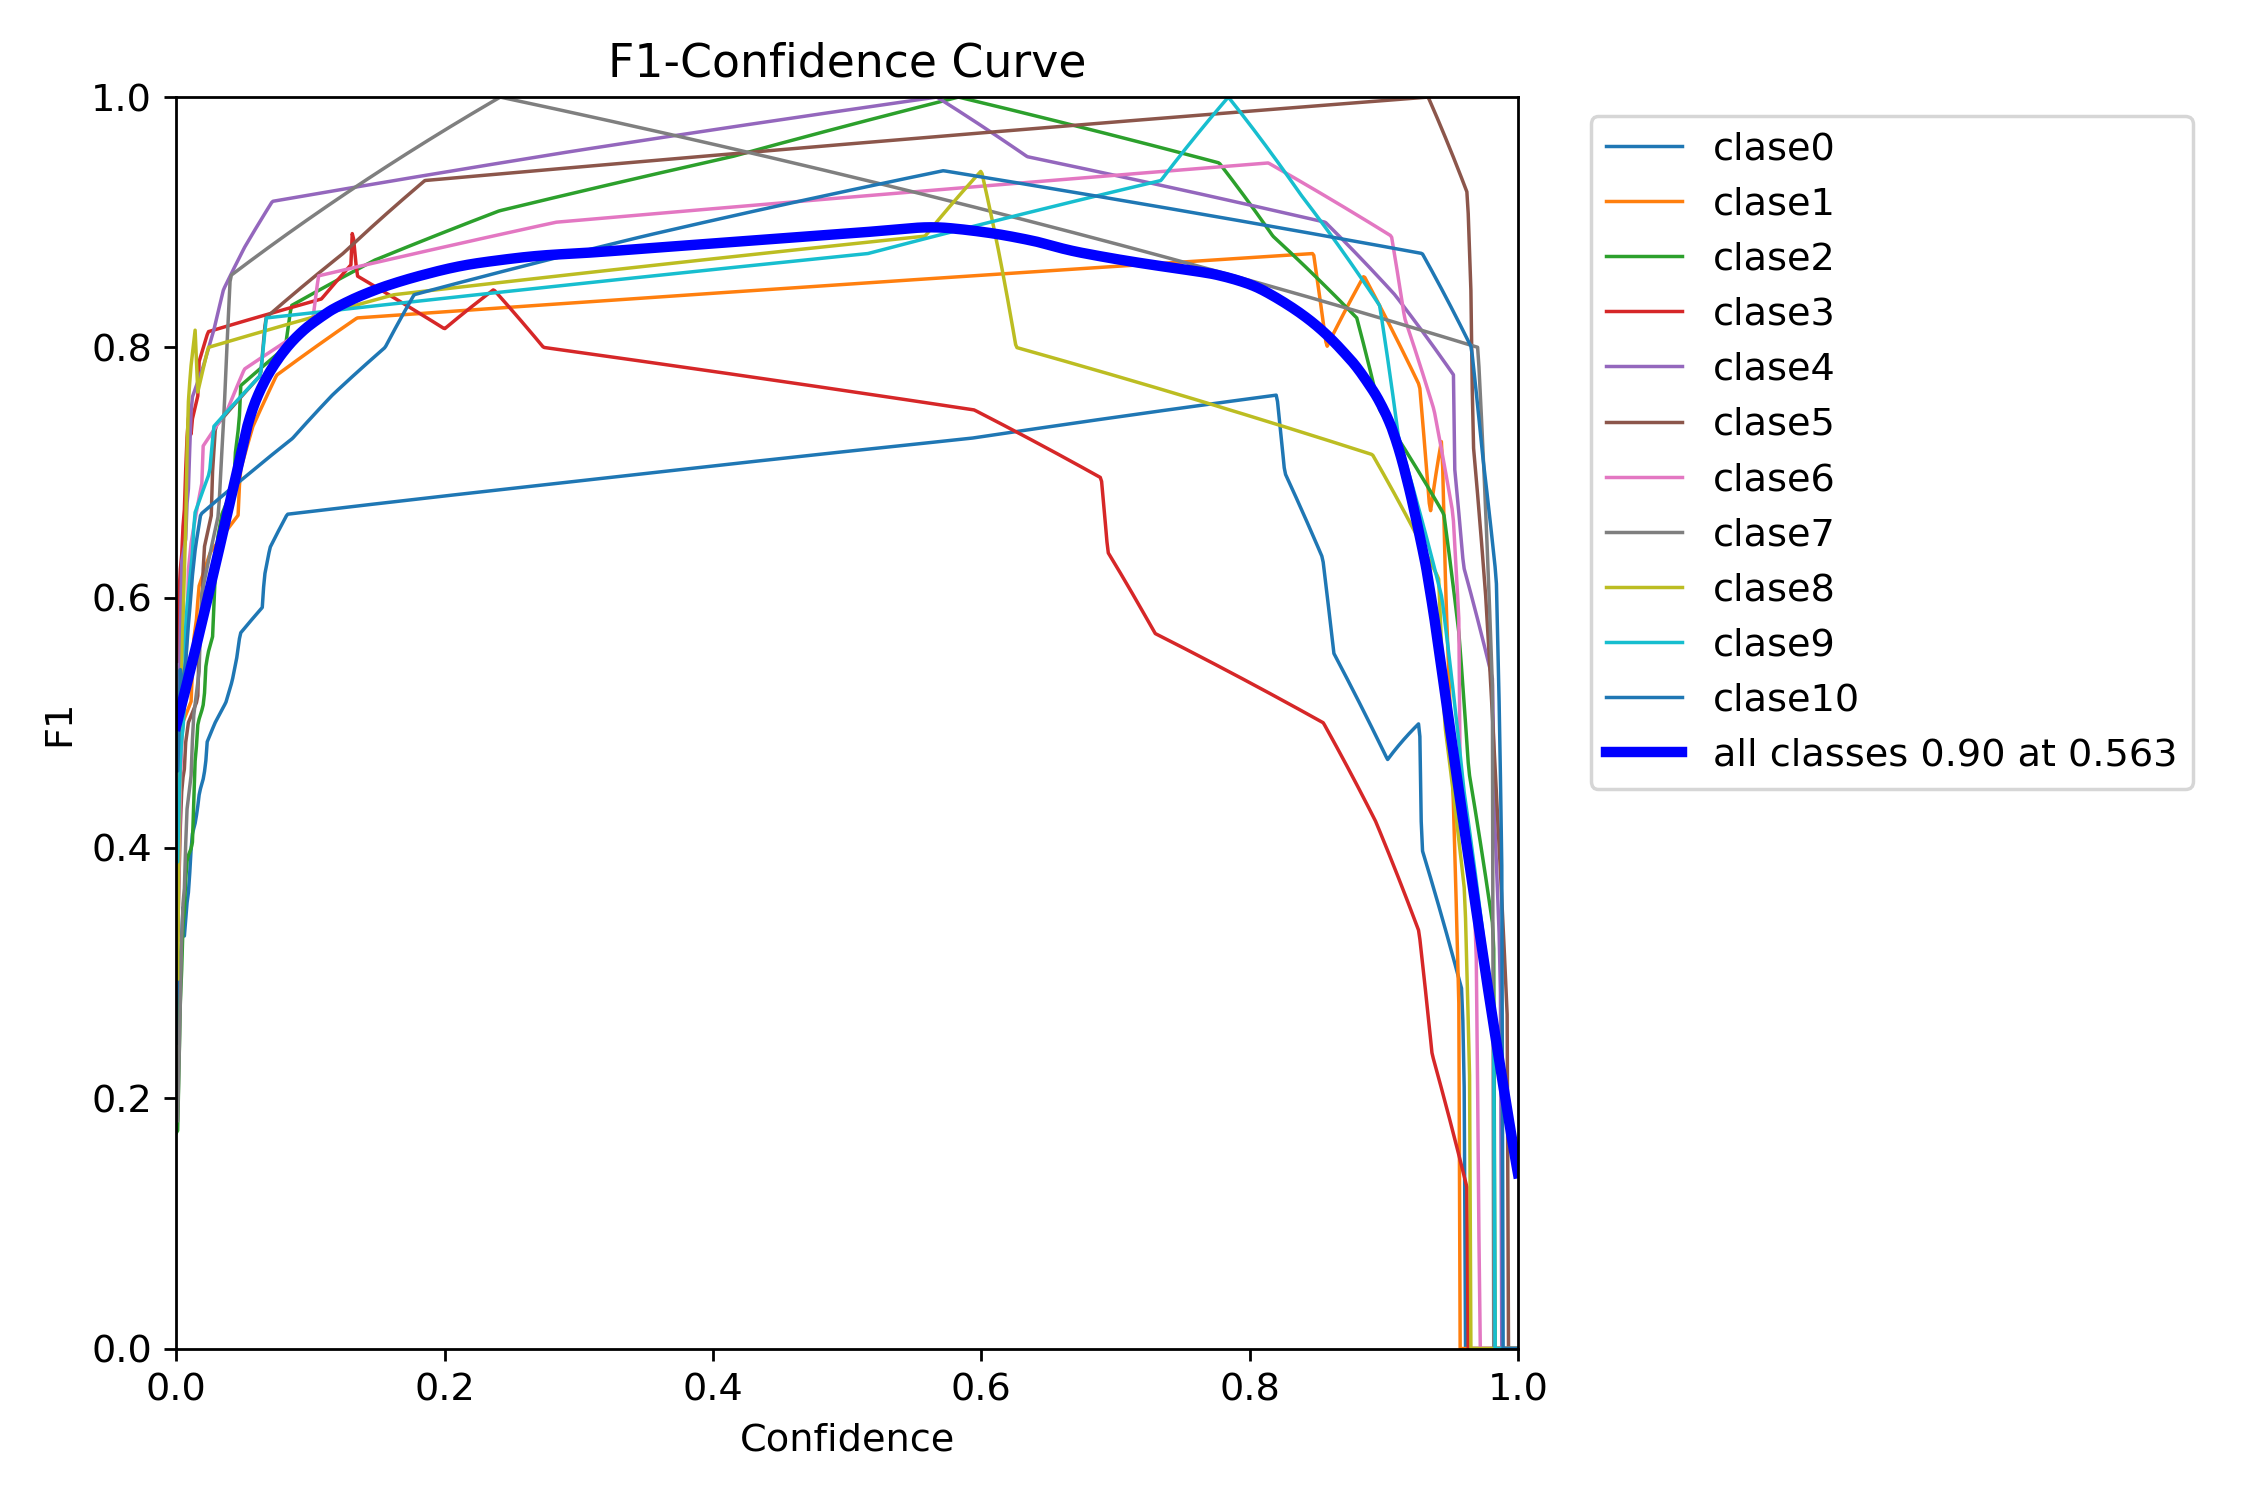 F1-Confidence Curve
1.0
0.8
0.6
0.4
0.2
0.0
F1
0.0 0.2 0.4 0.6 0.8 1.0
Confidence
clase0
clase1
clase2
clase3
clase4
clase5
clase6
clase7
clase8
clase9
clase10
all classes 0.90 at 0.563